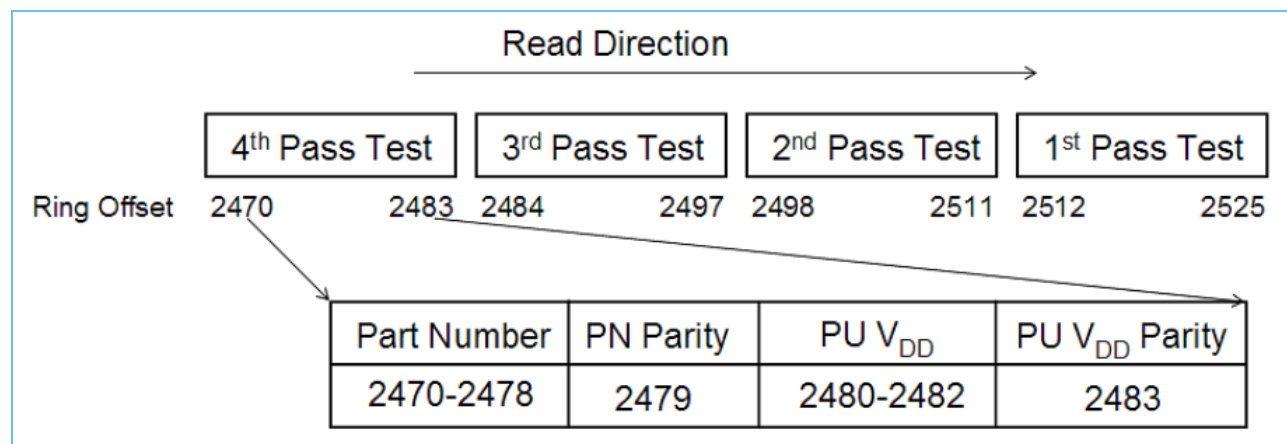 Read Direction
4th Pass Test 3rd Pass Test 2nd Pass Test 1st Pass Test
Ring Offset 2470 2483 2484 2497 2498 2511 2512 2525
Part Number PN Parity PU VDD PU VDD Parity
2470-2478 2479 2480-2482 2483